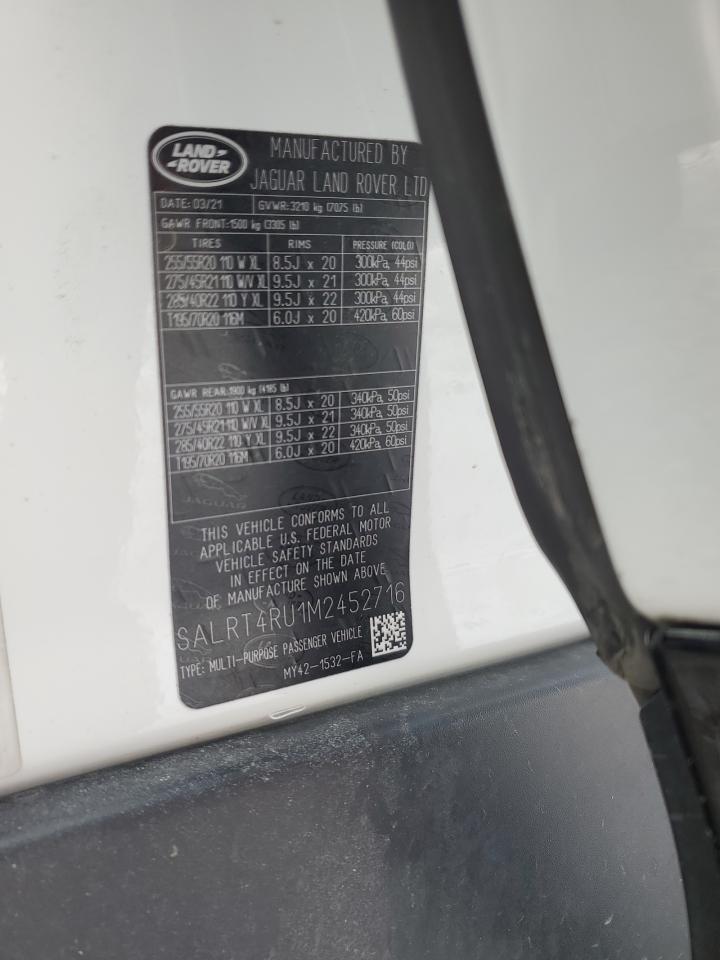 LAND ROVER
MANUFACTURED BY
JAGUAR LAND ROVER LTD
DATE: 03/21 GVWR:3210 kg (7075 lb)
GAWR FRONT:1500 kg (3305 lb)
TIRES RIMS PRESSURE (COLD)
255/55R20 110 W XL 8.5J x 20 300kPa, 44psi
275/45R21 110 W/V XL 9.5J x 21 300kPa, 44psi
285/40R22 110 Y XL 9.5J x 22 300kPa, 44psi
T195/70R20 116M 6.0J x 20 420kPa, 60psi
GAWR REAR:1900 kg (4185 lb)
255/55R20 110 W XL 8.5J x 20 340kPa, 50psi
275/45R21 110 W/V XL 9.5J x 21 340kPa, 50psi
285/40R22 110 Y XL 9.5J x 22 340kPa, 50psi
T195/70R20 116M 6.0J x 20 420kPa, 60psi
JAGUAR
THIS VEHICLE CONFORMS TO ALL
APPLICABLE U.S. FEDERAL MOTOR
VEHICLE SAFETY STANDARDS
IN EFFECT ON THE DATE
OF MANUFACTURE SHOWN ABOVE
SALRT4RU1M2452716
TYPE: MULTI-PURPOSE PASSENGER VEHICLE
MY42-1532-FA